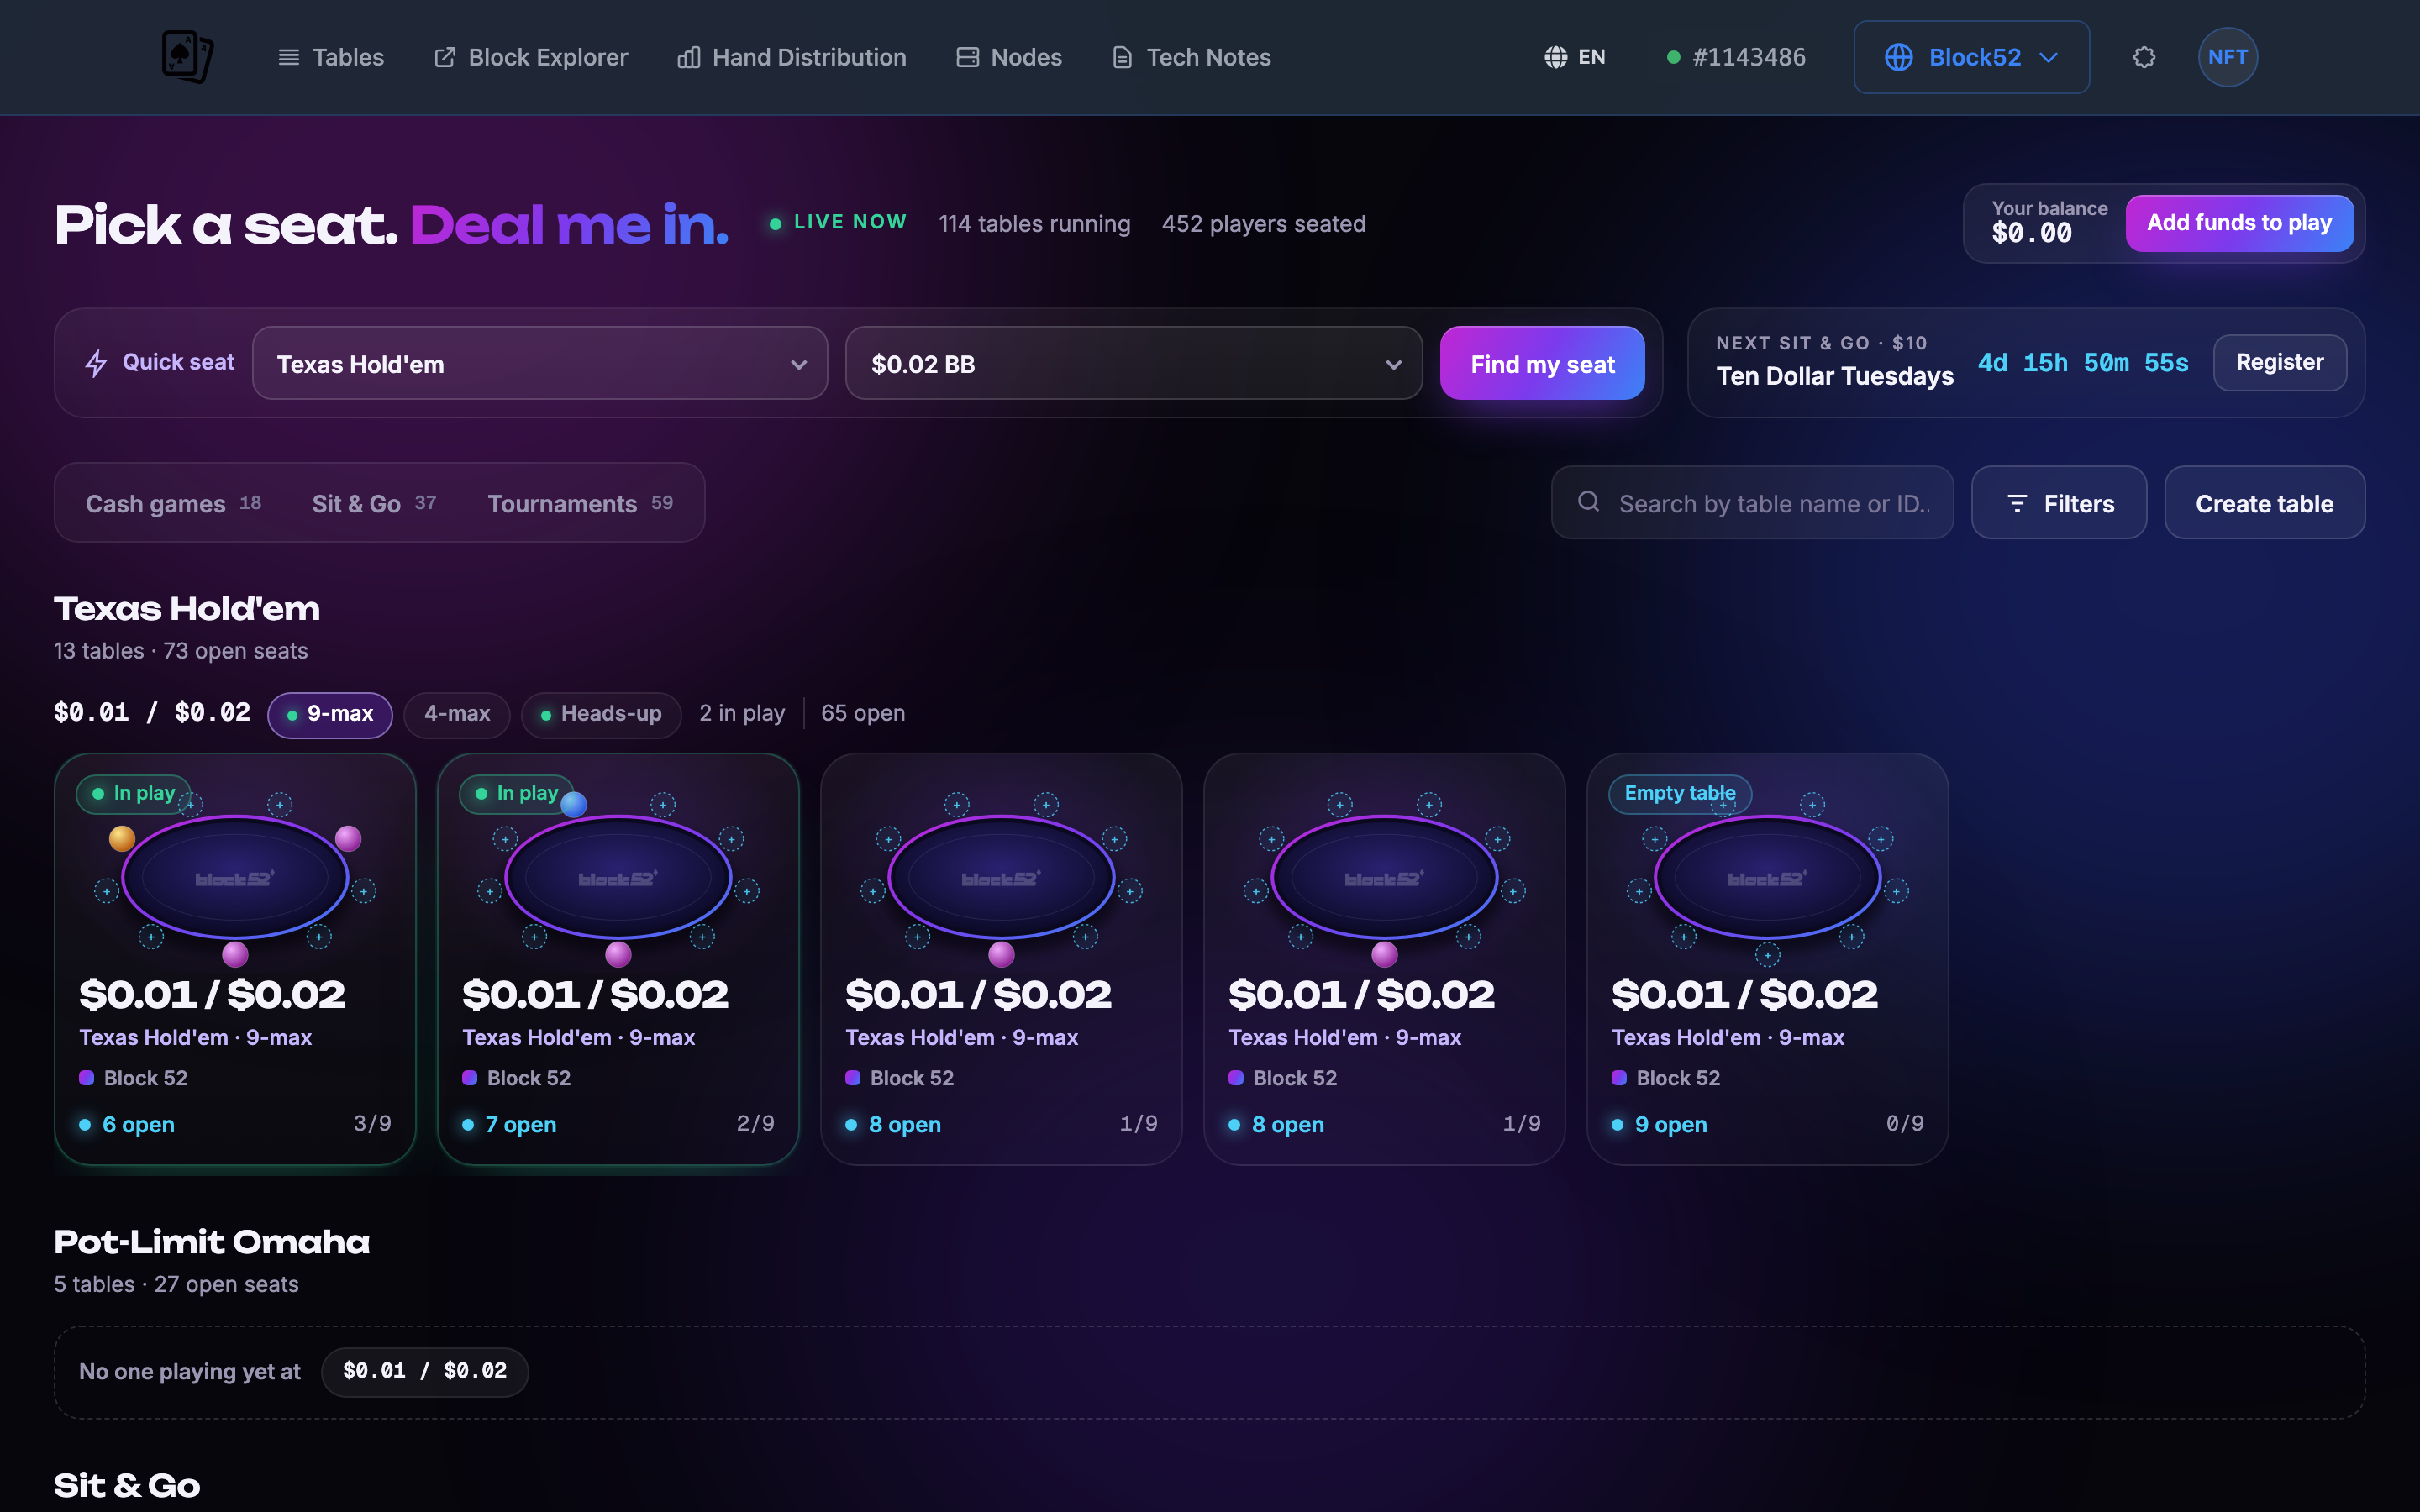 Tables
Block Explorer
Hand Distribution
Nodes
Tech Notes
EN
#1143486
Block52
NFT
Pick a seat. Deal me in.
LIVE NOW
114 tables running
452 players seated
Your balance
$0.00
Add funds to play
Quick seat
Texas Hold'em
$0.02 BB
Find my seat
NEXT SIT & GO · $10
Ten Dollar Tuesdays
4d 15h 50m 55s
Register
Cash games 18
Sit & Go 37
Tournaments 59
Search by table name or ID..
Filters
Create table
Texas Hold'em
13 tables · 73 open seats
$0.01 / $0.02
9-max
4-max
Heads-up
2 in play
65 open
In play
block52
$0.01 / $0.02
Texas Hold'em · 9-max
Block 52
6 open
3/9
In play
block52
$0.01 / $0.02
Texas Hold'em · 9-max
Block 52
7 open
2/9
block52
$0.01 / $0.02
Texas Hold'em · 9-max
Block 52
8 open
1/9
block52
$0.01 / $0.02
Texas Hold'em · 9-max
Block 52
8 open
1/9
Empty table
block52
$0.01 / $0.02
Texas Hold'em · 9-max
Block 52
9 open
0/9
Pot-Limit Omaha
5 tables · 27 open seats
No one playing yet at
$0.01 / $0.02
Sit & Go